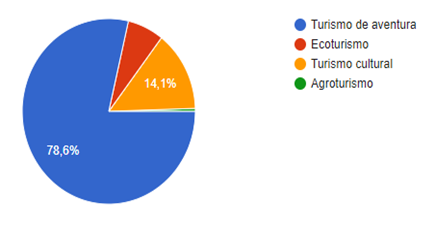 Turismo de aventura
Ecoturismo
Turismo cultural
Agroturismo
14,1%
78,6%